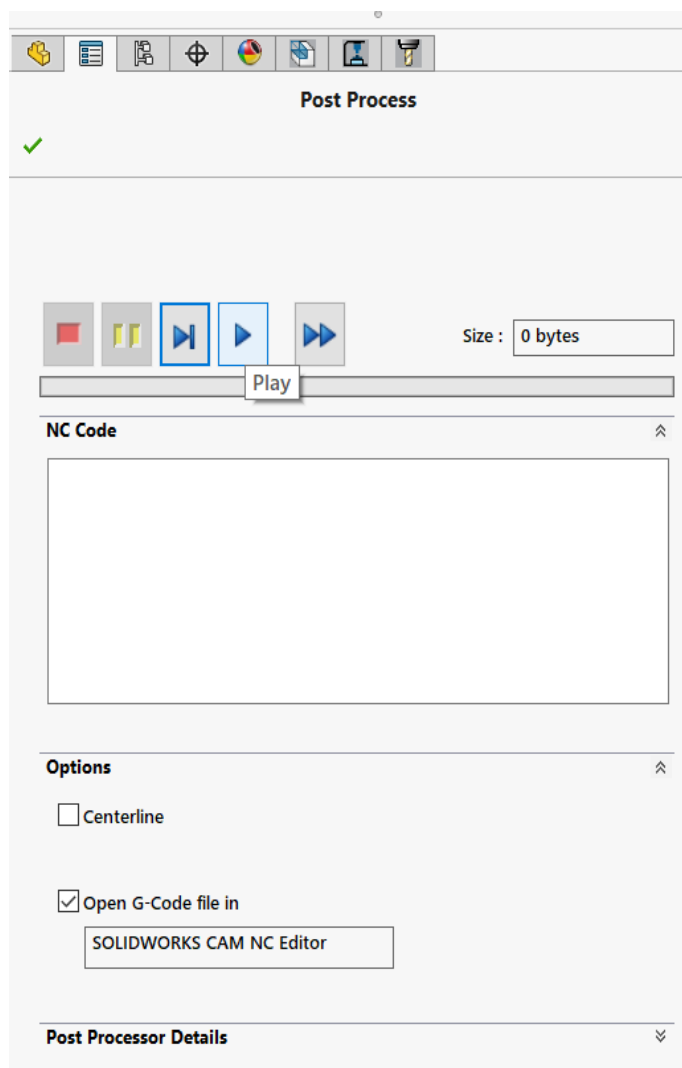 Post Process
Size : 0 bytes
Play
NC Code
Options
Centerline
Open G-Code file in
SOLIDWORKS CAM NC Editor
Post Processor Details